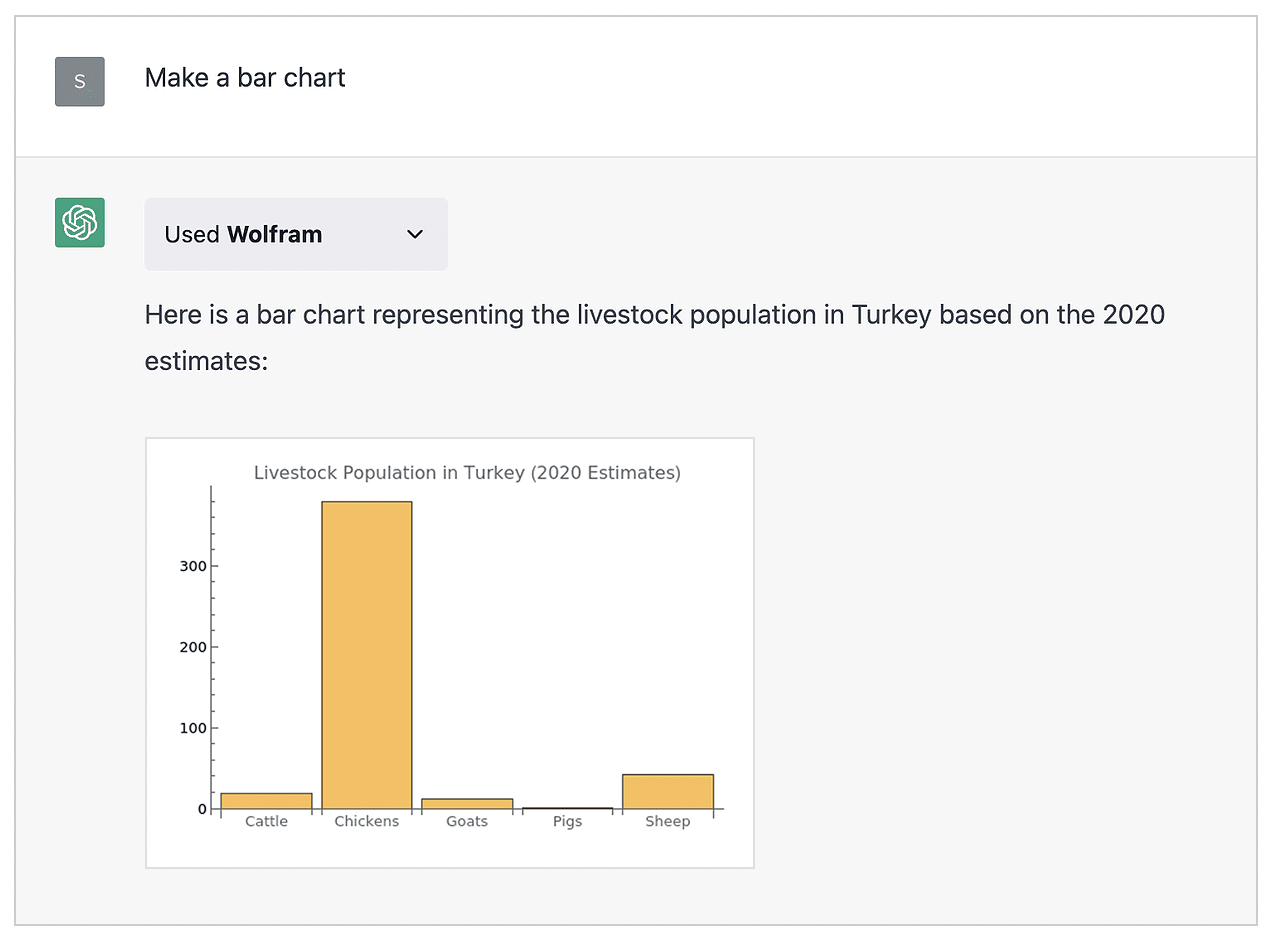 S
Make a bar chart
Used Wolfram
Here is a bar chart representing the livestock population in Turkey based on the 2020
estimates:
Livestock Population in Turkey (2020 Estimates)
300
200
100
0
Cattle Chickens Goats Pigs Sheep